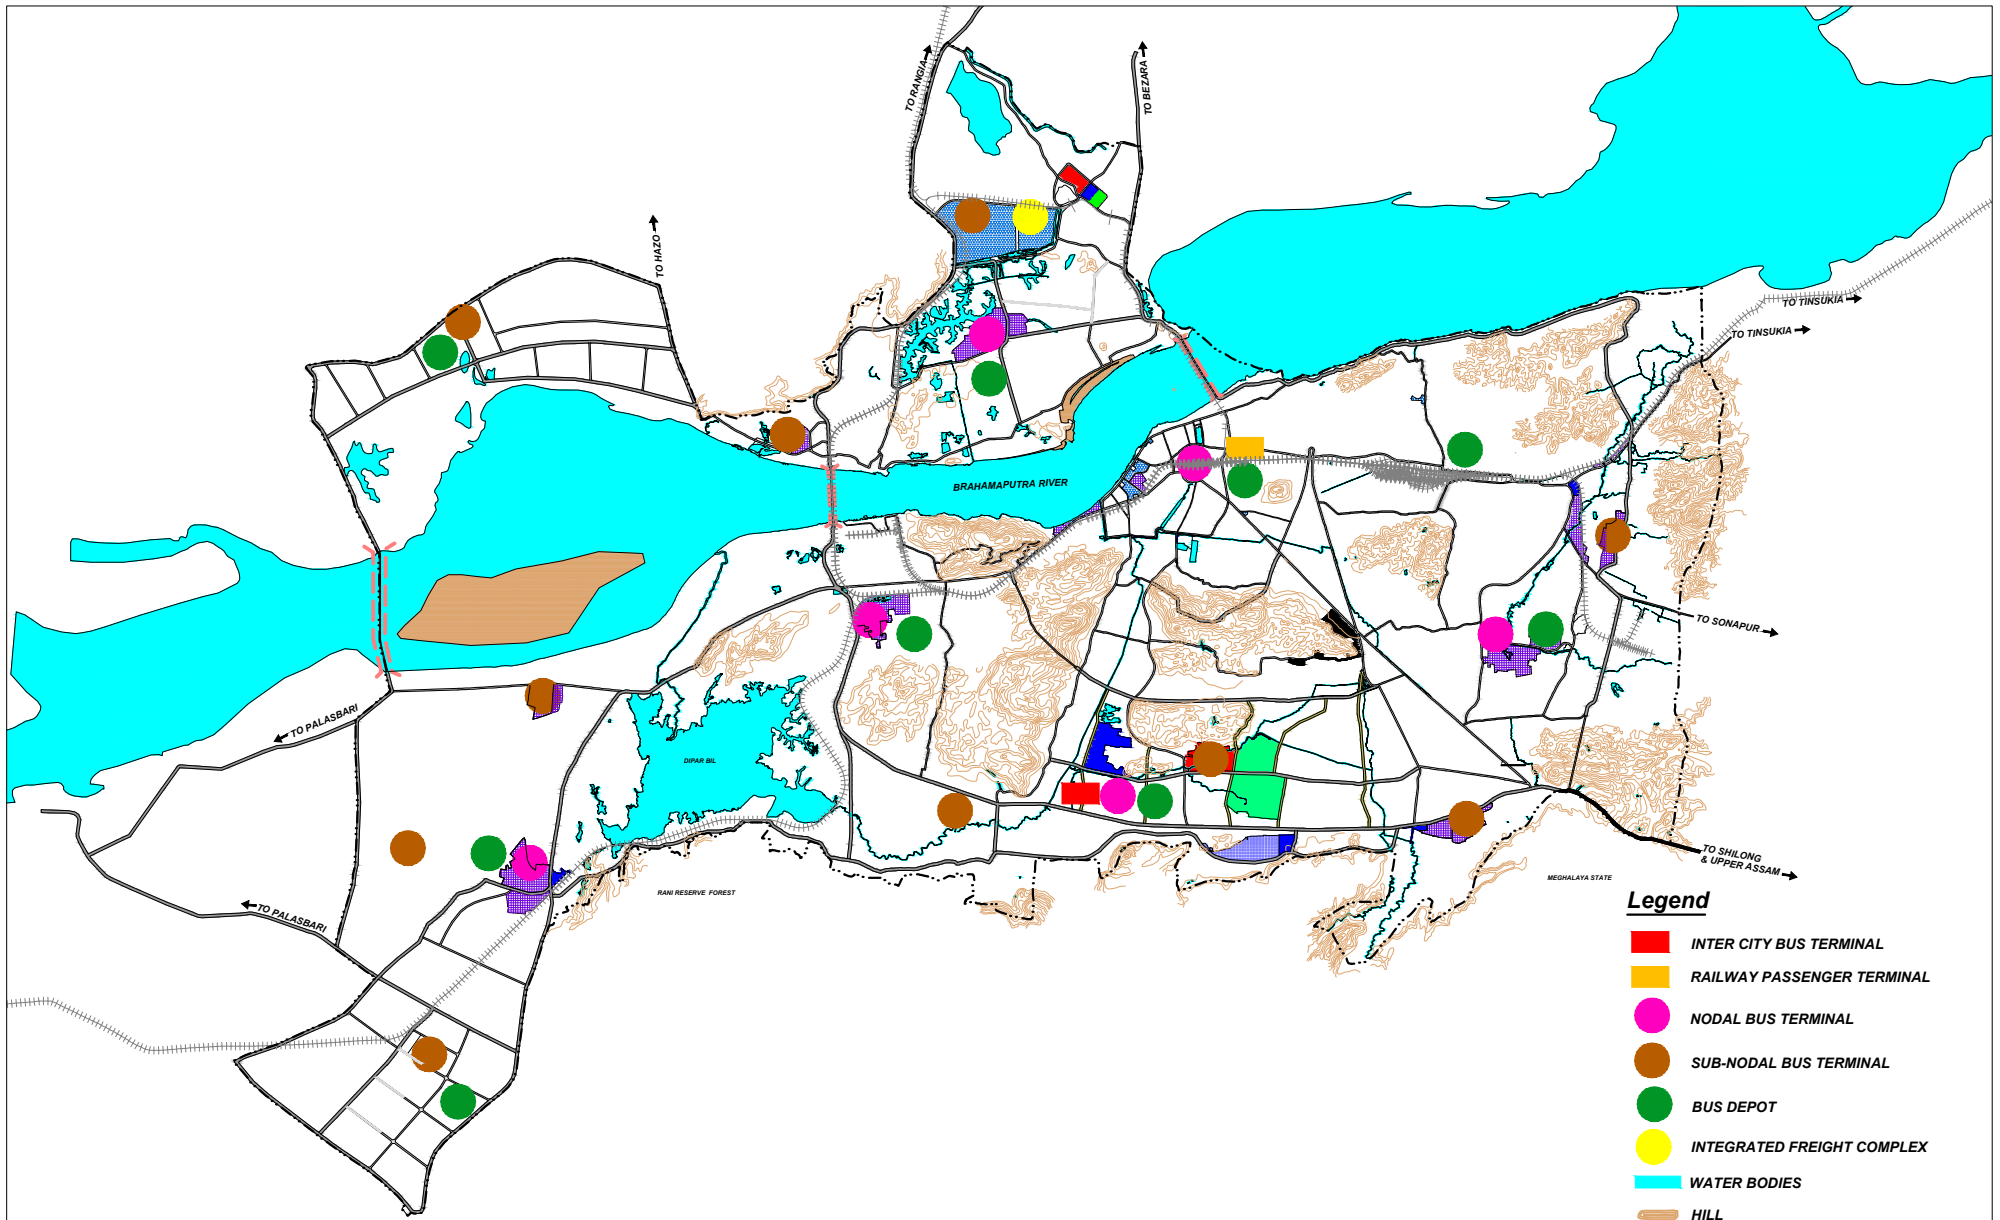 TO RANGIA
TO BEZARA
TO HAZO
TO TINSUKIA
TO TINSUKIA
BRAHAMAPUTRA RIVER
TO SONAPUR
TO PALASBARI
DIPAR BIL
TO SHILONG
& UPPER ASSAM
RANI RESERVE FOREST
MEGHALAYA STATE
TO PALASBARI
Legend
INTER CITY BUS TERMINAL
RAILWAY PASSENGER TERMINAL
NODAL BUS TERMINAL
SUB-NODAL BUS TERMINAL
BUS DEPOT
INTEGRATED FREIGHT COMPLEX
WATER BODIES
HILL